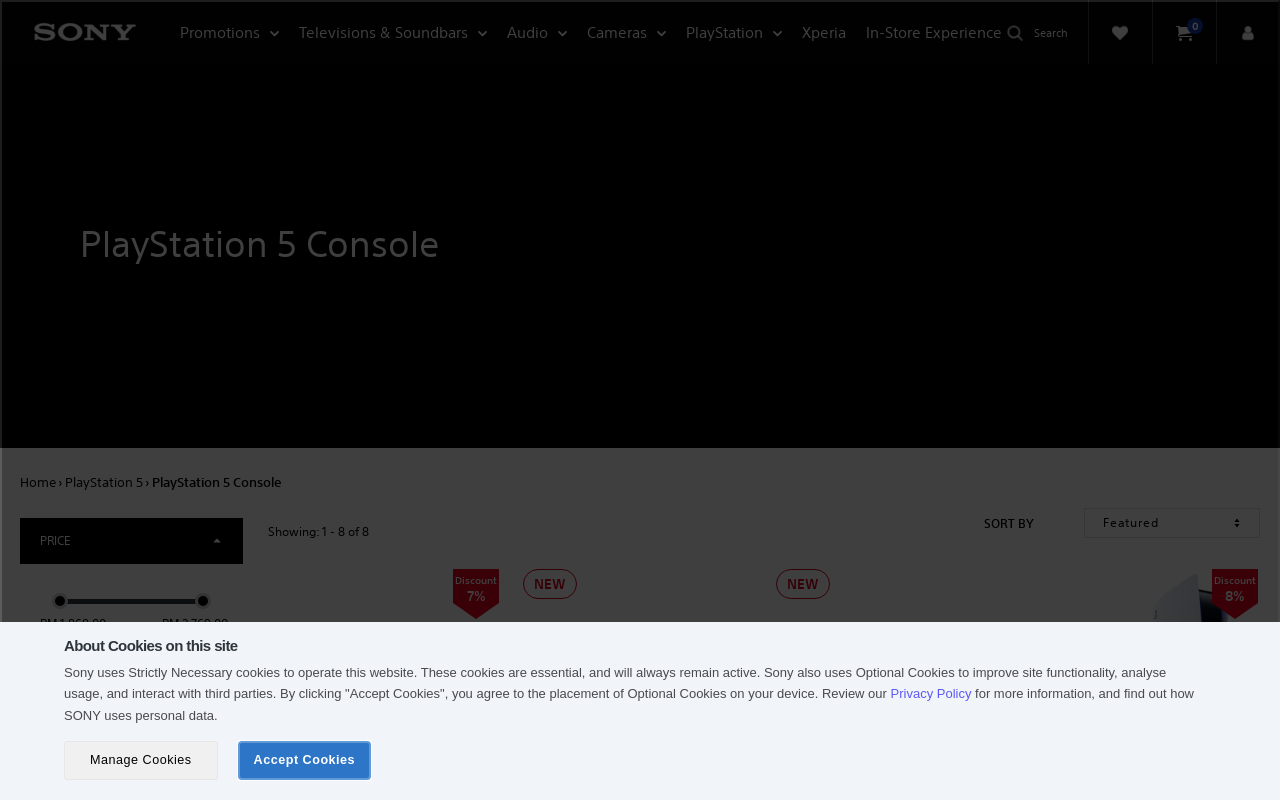 SONY
Promotions Televisions & Soundbars Audio Cameras PlayStation Xperia In-Store Experience Search 0
PlayStation 5 Console
Home › PlayStation 5 › PlayStation 5 Console
PRICE
Showing: 1 - 8 of 8
SORT BY
Featured
Discount
7%
NEW
NEW
Discount
8%
About Cookies on this site
Sony uses Strictly Necessary cookies to operate this website. These cookies are essential, and will always remain active. Sony also uses Optional Cookies to improve site functionality, analyse
usage, and interact with third parties. By clicking "Accept Cookies", you agree to the placement of Optional Cookies on your device. Review our Privacy Policy for more information, and find out how
SONY uses personal data.
Manage Cookies
Accept Cookies